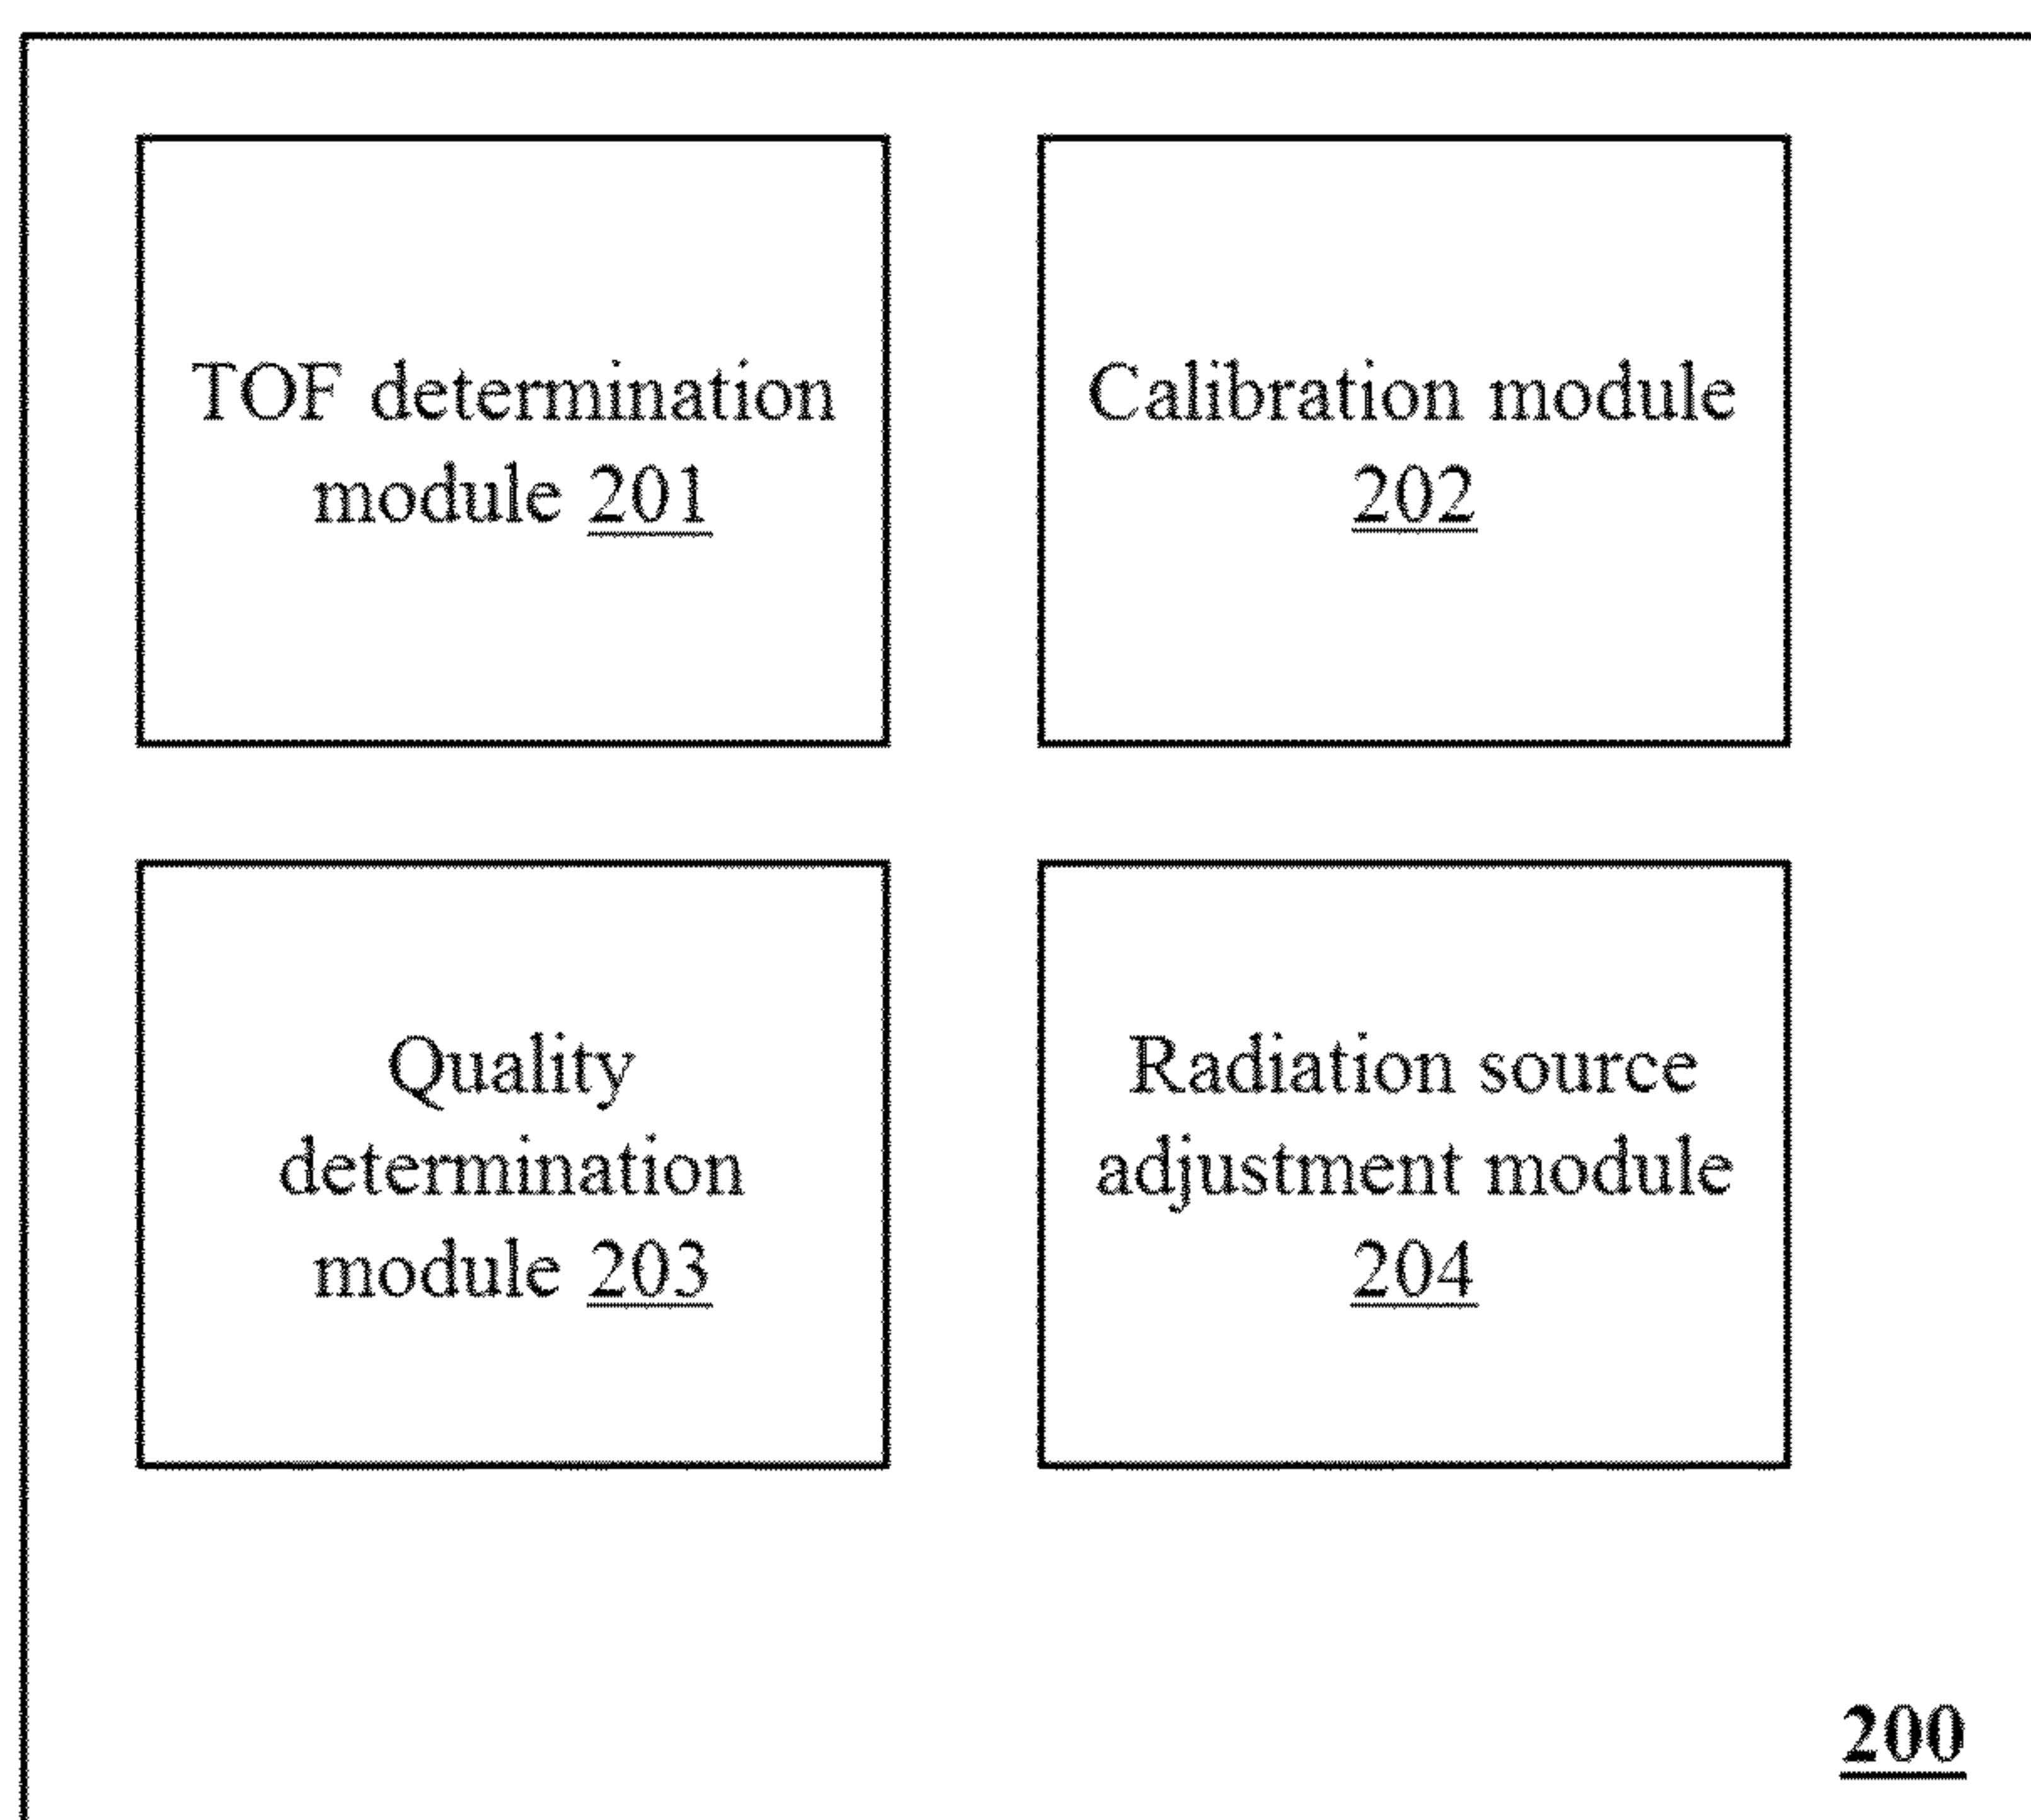 TOF determination
module 201
Calibration module
202
Quality
determination
module 203
Radiation source
adjustment module
204
200